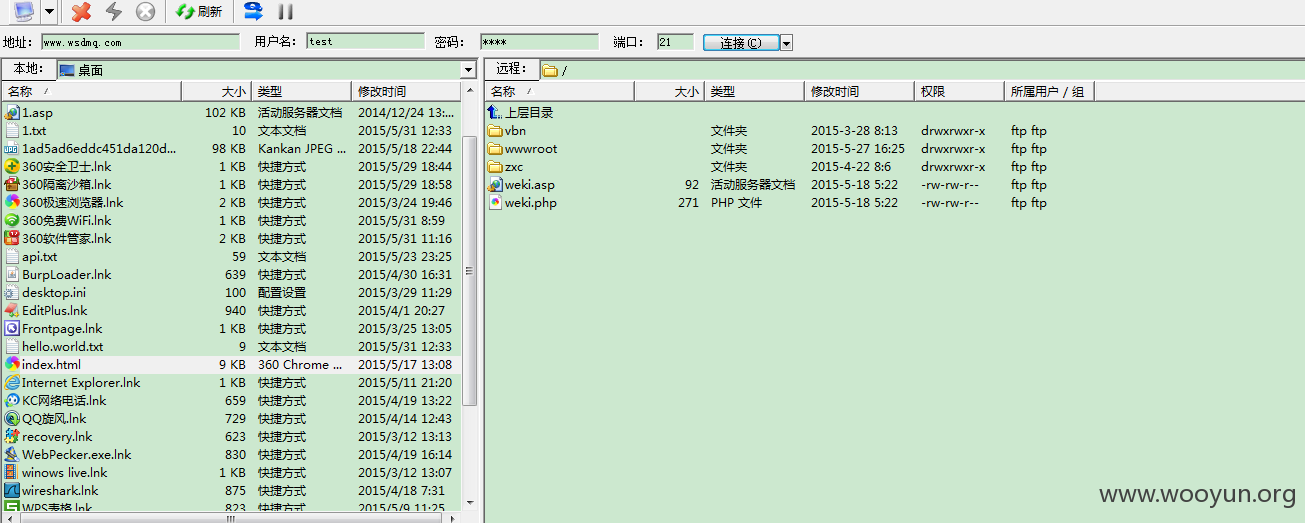 刷新
地址: www.wsdmq.com 用户名: test 密码: **** 端口: 21 连接(C)
本地: 桌面
名称 大小 类型 修改时间
1.asp 102 KB 活动服务器文档 2014/12/24 13:...
1.txt 10 文本文档 2015/5/31 12:33
1ad5ad6eddc451da120d... 98 KB Kankan JPEG ... 2015/5/18 22:44
360安全卫士.lnk 1 KB 快捷方式 2015/5/29 18:44
360隔离沙箱.lnk 1 KB 快捷方式 2015/5/29 18:58
360极速浏览器.lnk 2 KB 快捷方式 2015/3/24 19:46
360免费WiFi.lnk 1 KB 快捷方式 2015/5/31 8:59
360软件管家.lnk 2 KB 快捷方式 2015/5/31 11:16
api.txt 59 文本文档 2015/5/23 23:25
BurpLoader.lnk 639 快捷方式 2015/4/30 16:31
desktop.ini 100 配置设置 2015/3/29 11:29
EditPlus.lnk 940 快捷方式 2015/4/1 20:27
Frontpage.lnk 1 KB 快捷方式 2015/3/25 13:05
hello.world.txt 9 文本文档 2015/5/31 12:33
index.html 9 KB 360 Chrome ... 2015/5/17 13:08
Internet Explorer.lnk 1 KB 快捷方式 2015/5/11 21:20
KC网络电话.lnk 659 快捷方式 2015/4/19 13:22
QQ旋风.lnk 729 快捷方式 2015/4/14 12:43
recovery.lnk 623 快捷方式 2015/3/12 13:13
WebPecker.exe.lnk 830 快捷方式 2015/4/19 16:14
winows live.lnk 1 KB 快捷方式 2015/3/12 13:07
wireshark.lnk 875 快捷方式 2015/4/18 7:31
WPS表格.lnk 823 快捷方式 2015/5/9 11:25
远程: /
名称 大小 类型 修改时间 权限 所属用户 / 组
上层目录
vbn 文件夹 2015-3-28 8:13 drwxrwxr-x ftp ftp
wwwroot 文件夹 2015-5-27 16:25 drwxrwxr-x ftp ftp
zxc 文件夹 2015-4-22 8:6 drwxrwxr-x ftp ftp
weki.asp 92 活动服务器文档 2015-5-18 5:22 -rw-rw-r-- ftp ftp
weki.php 271 PHP 文件 2015-5-18 5:22 -rw-rw-r-- ftp ftp
www.wooyun.org